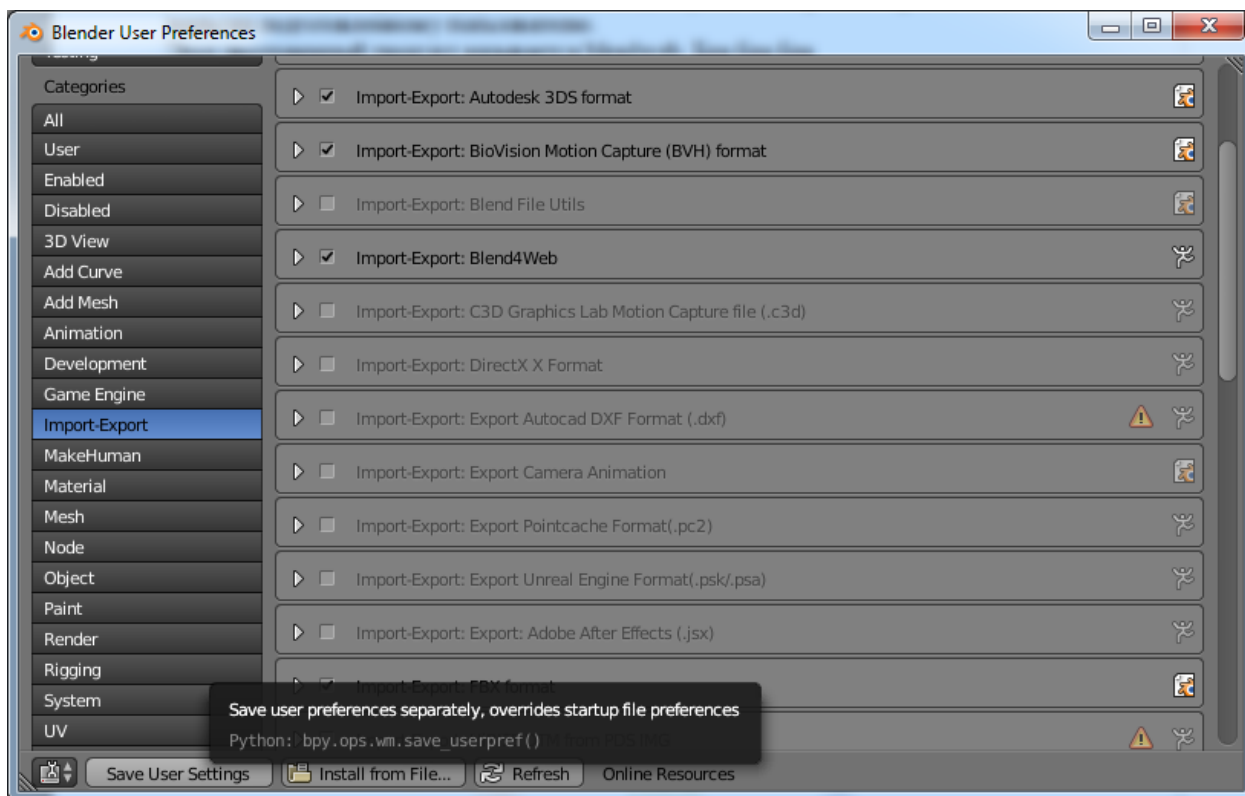 Blender User Preferences
Testing
Categories
All
User
Enabled
Disabled
3D View
Add Curve
Add Mesh
Animation
Development
Game Engine
Import-Export
MakeHuman
Material
Mesh
Node
Object
Paint
Render
Rigging
System
UV
Import-Export: Autodesk 3DS format
Import-Export: BioVision Motion Capture (BVH) format
Import-Export: Blend File Utils
Import-Export: Blend4Web
Import-Export: C3D Graphics Lab Motion Capture file (.c3d)
Import-Export: DirectX X Format
Import-Export: Export Autocad DXF Format (.dxf)
Import-Export: Export Camera Animation
Import-Export: Export Pointcache Format(.pc2)
Import-Export: Export Unreal Engine Format(.psk/.psa)
Import-Export: Export: Adobe After Effects (.jsx)
Import-Export: FBX format
from PDS IMG
Save user preferences separately, overrides startup file preferences
Python: bpy.ops.wm.save_userpref()
Save User Settings
Install from File...
Refresh
Online Resources